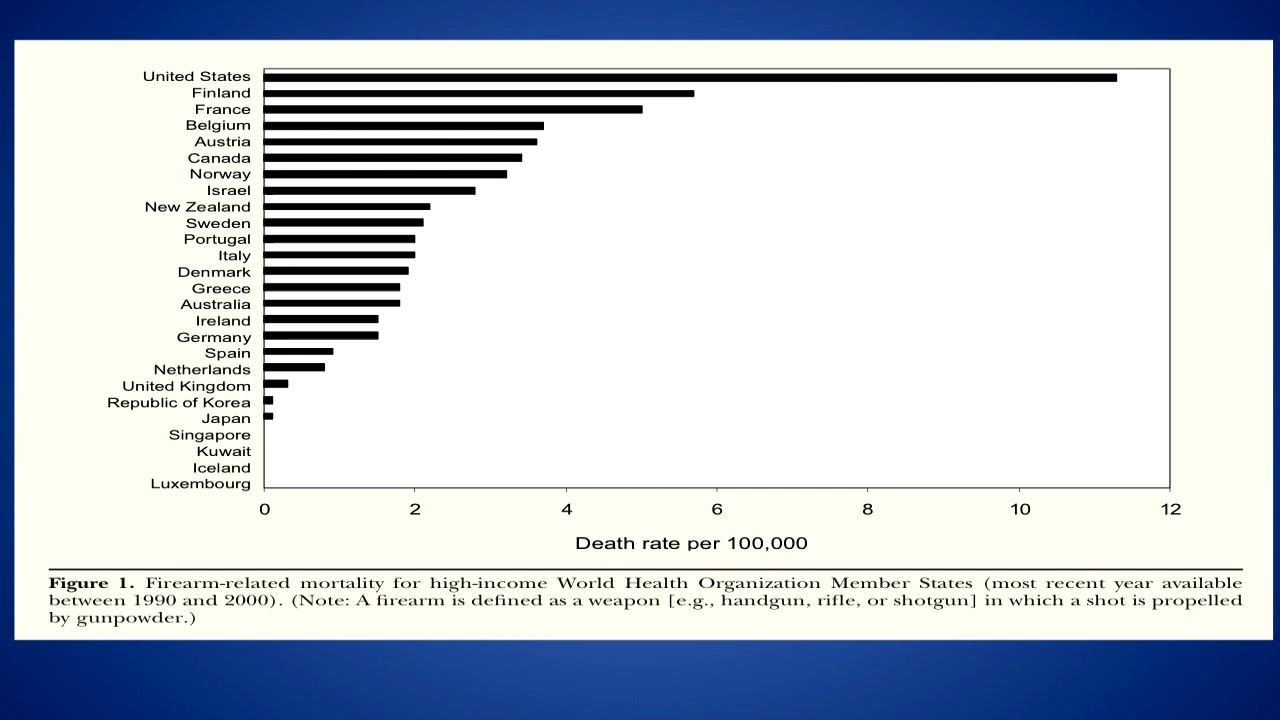 United States
Finland
France
Belgium
Austria
Canada
Norway
Israel
New Zealand
Sweden
Portugal
Italy
Denmark
Greece
Australia
Ireland
Germany
Spain
Netherlands
United Kingdom
Republic of Korea
Japan
Singapore
Kuwait
Iceland
Luxembourg
0 2 4 6 8 10 12
Death rate per 100,000
Figure 1. Firearm-related mortality for high-income World Health Organization Member States (most recent year available
between 1990 and 2000). (Note: A firearm is defined as a weapon [e.g., handgun, rifle, or shotgun] in which a shot is propelled
by gunpowder.)